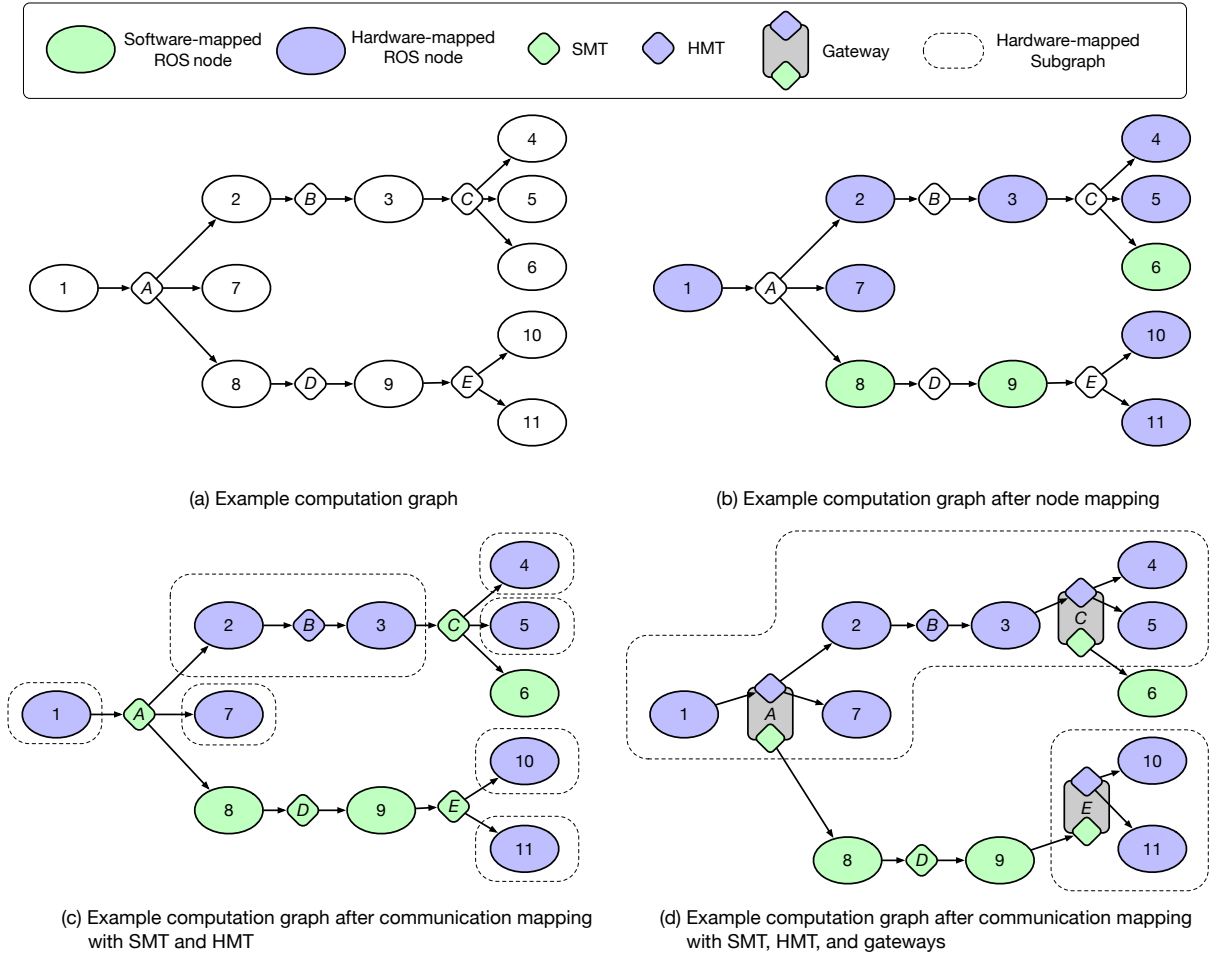 Software-mapped
ROS node
Hardware-mapped
ROS node
SMT
HMT
Gateway
Hardware-mapped
Subgraph
4
2
B
3
C
5
6
1
A
7
10
8
D
9
E
11
(a) Example computation graph
4
2
B
3
C
5
6
1
A
7
10
8
D
9
E
11
(b) Example computation graph after node mapping
4
2
B
3
C
5
6
1
A
7
10
8
D
9
E
11
(c) Example computation graph after communication mapping
with SMT and HMT
4
2
B
3
C
5
6
1
A
7
10
8
D
9
E
11
(d) Example computation graph after communication mapping
with SMT, HMT, and gateways